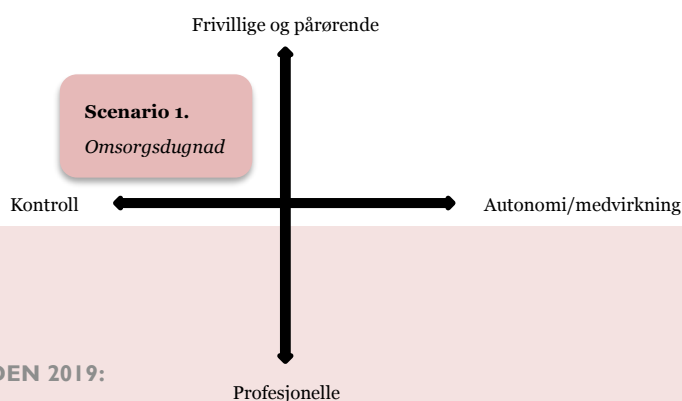 Frivillige og pårørende
Scenario 1.
Omsorgsdugnad
Kontroll
Autonomi/medvirkning
DEN 2019:
Profesjonelle